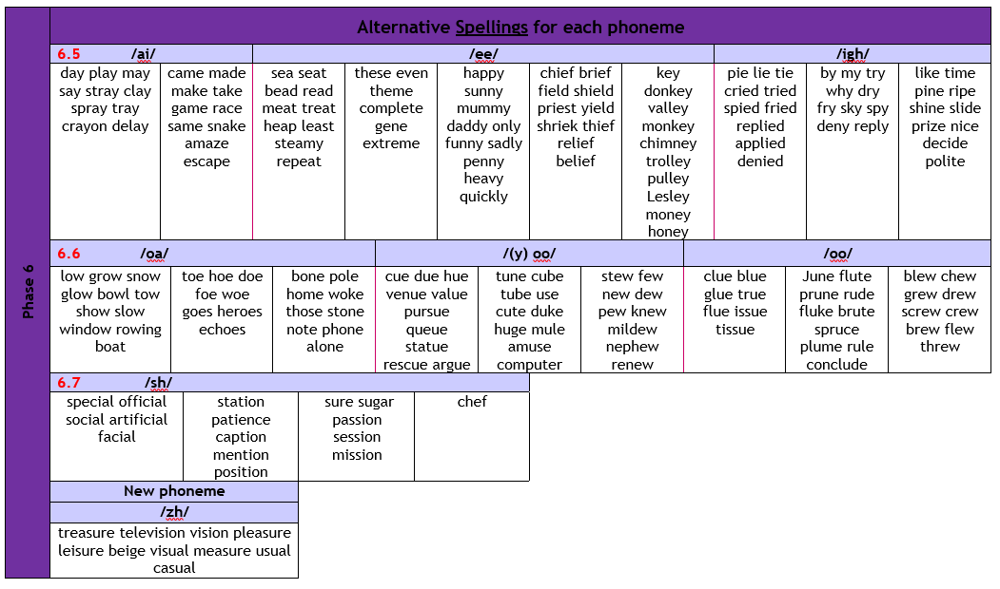 Phase 6
Alternative Spellings for each phoneme
6.5 /ai/
/ee/
/igh/
day play may
say stray clay
spray tray
crayon delay
came made
make take
game race
same snake
amaze
escape
sea seat
bead read
meat treat
heap least
steamy
repeat
these even
theme
complete
gene
extreme
happy
sunny
mummy
daddy only
funny sadly
penny
heavy
quickly
chief brief
field shield
priest yield
shriek thief
relief
belief
key
donkey
valley
monkey
chimney
trolley
pulley
Lesley
money
honey
pie lie tie
cried tried
spied fried
replied
applied
denied
by my try
why dry
fry sky spy
deny reply
like time
pine ripe
shine slide
prize nice
decide
polite
6.6 /oa/
/(y) oo/
/oo/
low grow snow
glow bowl tow
show slow
window rowing
boat
toe hoe doe
foe woe
goes heroes
echoes
bone pole
home woke
those stone
note phone
alone
cue due hue
venue value
pursue
queue
statue
rescue argue
tune cube
tube use
cute duke
huge mule
amuse
computer
stew few
new dew
pew knew
mildew
nephew
renew
clue blue
glue true
flue issue
tissue
June flute
prune rude
fluke brute
spruce
plume rule
conclude
blew chew
grew drew
screw crew
brew flew
threw
6.7 /sh/
special official
social artificial
facial
station
patience
caption
mention
position
sure sugar
passion
session
mission
chef
New phoneme
/zh/
treasure television vision pleasure
leisure beige visual measure usual
casual